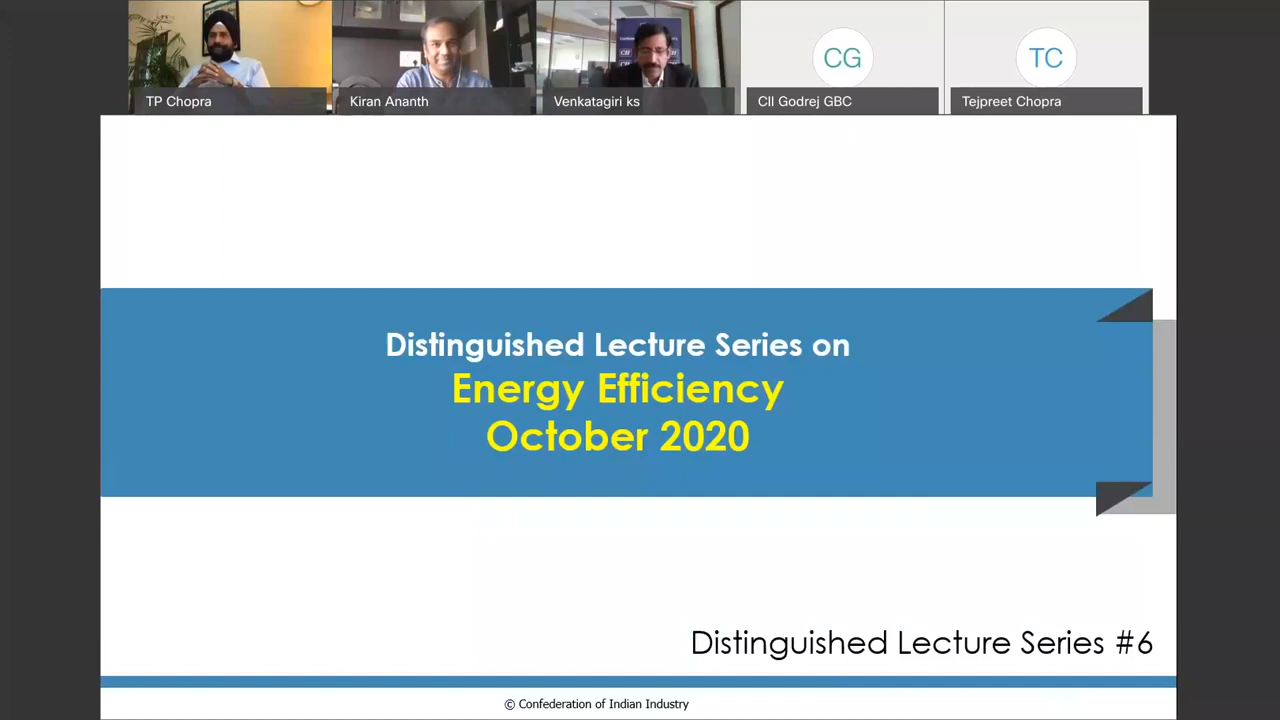 CG
TC
TP Chopra
Kiran Ananth
Venkatagiri ks
CII Godrej GBC
Tejpreet Chopra
Distinguished Lecture Series on
Energy Efficiency
October 2020
Distinguished Lecture Series #6
© Confederation of Indian Industry